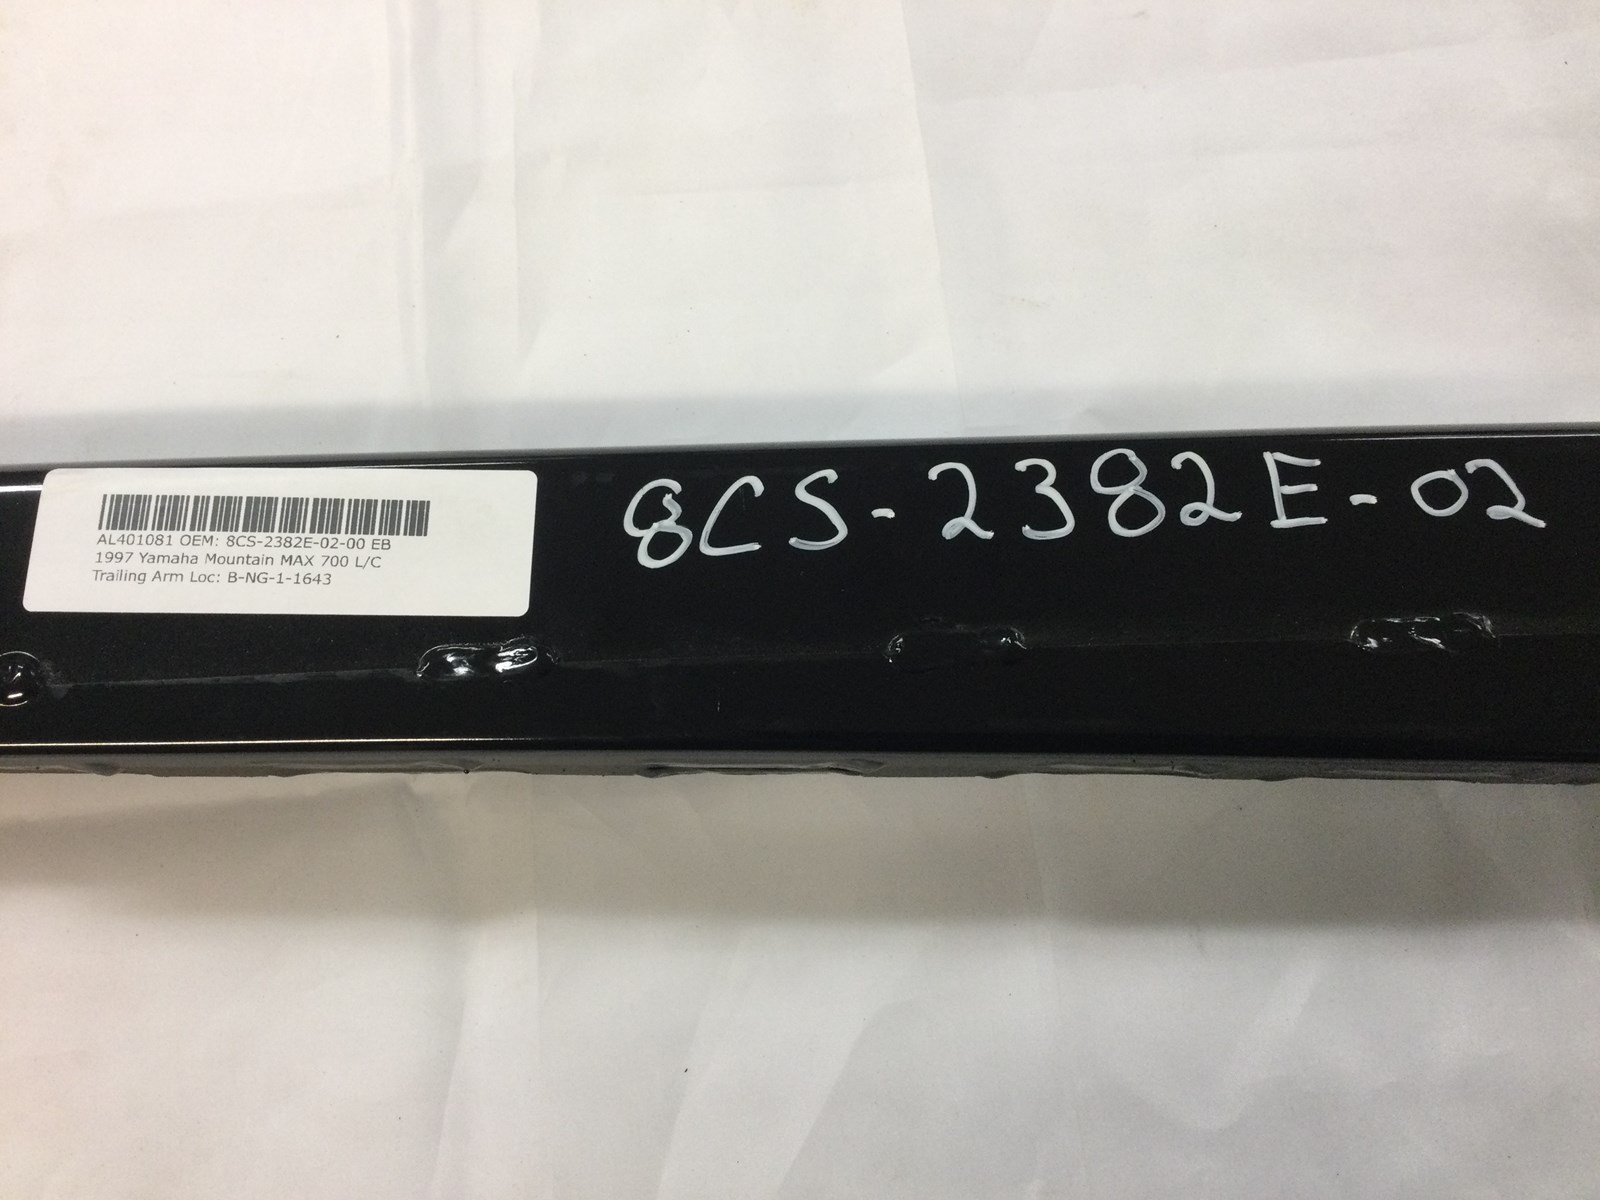 AL401081 OEM: 8CS-2382E-02-00 EB
1997 Yamaha Mountain MAX 700 L/C
Trailing Arm Loc: B-NG-1-1643
8CS-2382E-02